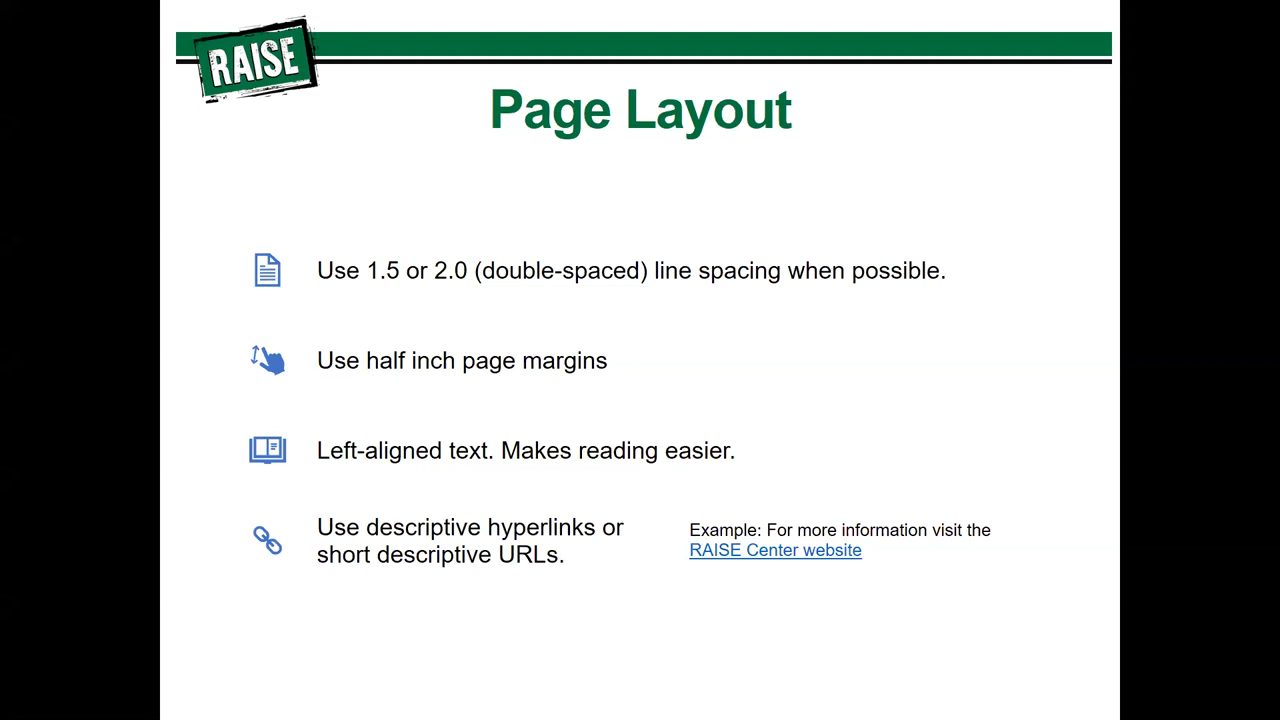 RAISE
Page Layout
Use 1.5 or 2.0 (double-spaced) line spacing when possible.
Use half inch page margins
Left-aligned text. Makes reading easier.
Use descriptive hyperlinks or
short descriptive URLs.
Example: For more information visit the
RAISE Center website